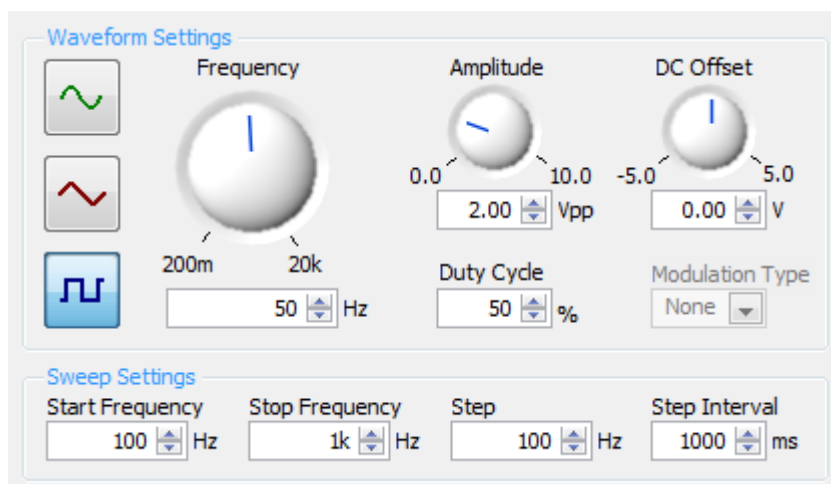 Waveform Settings
Frequency
Amplitude
DC Offset
0.0
10.0
-5.0
5.0
2.00 Vpp
0.00 V
200m
20k
50 Hz
Duty Cycle
50 %
Modulation Type
None
Sweep Settings
Start Frequency
Stop Frequency
Step
Step Interval
100 Hz
1k Hz
100 Hz
1000 ms